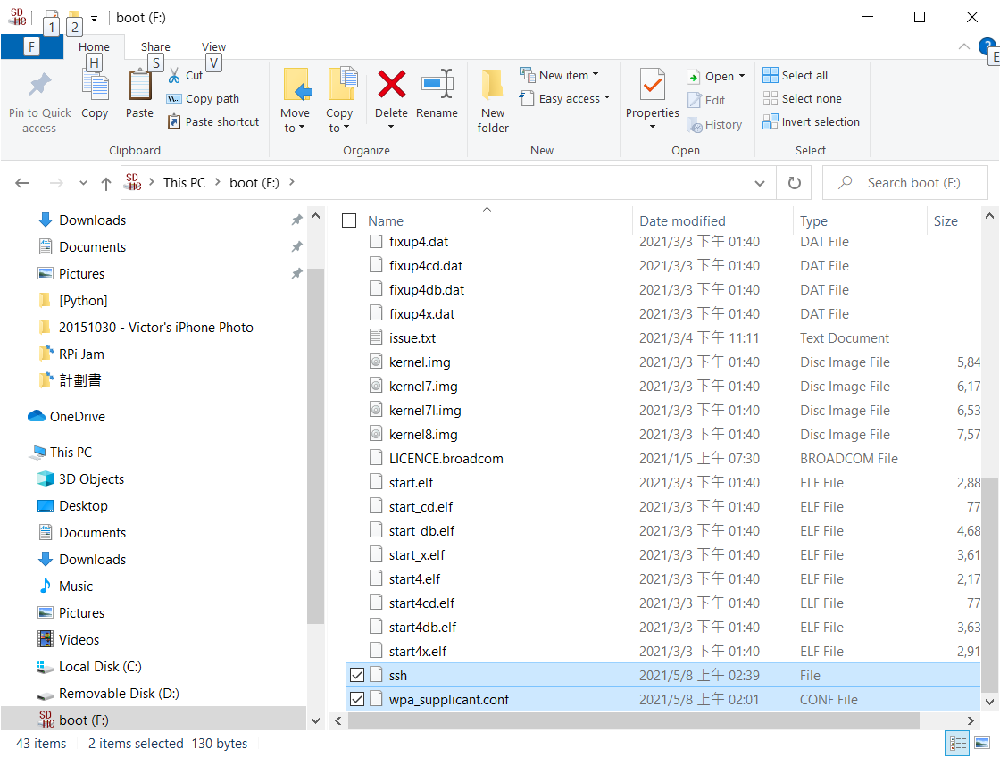 SD HC 1 2 boot (F:)
F Home Share View ?
H S V E
Pin to Quick access
Copy
Paste
Cut
Copy path
Paste shortcut
Clipboard
Move to
Copy to
Delete
Rename
Organize
New folder
New item
Easy access
New
Properties
Open
Edit
History
Open
Select all
Select none
Invert selection
Select
SD HC This PC boot (F:)
Search boot (F:)
Downloads
Documents
Pictures
[Python]
20151030 - Victor's iPhone Photo
RPi Jam
計劃書
OneDrive
This PC
3D Objects
Desktop
Documents
Downloads
Music
Pictures
Videos
Local Disk (C:)
Removable Disk (D:)
SD HC boot (F:)
Name Date modified Type Size
fixup4.dat 2021/3/3 下午 01:40 DAT File
fixup4cd.dat 2021/3/3 下午 01:40 DAT File
fixup4db.dat 2021/3/3 下午 01:40 DAT File
fixup4x.dat 2021/3/3 下午 01:40 DAT File
issue.txt 2021/3/4 下午 11:11 Text Document
kernel.img 2021/3/3 下午 01:40 Disc Image File 5,84
kernel7.img 2021/3/3 下午 01:40 Disc Image File 6,17
kernel7l.img 2021/3/3 下午 01:40 Disc Image File 6,53
kernel8.img 2021/3/3 下午 01:40 Disc Image File 7,57
LICENCE.broadcom 2021/1/5 上午 07:30 BROADCOM File
start.elf 2021/3/3 下午 01:40 ELF File 2,88
start_cd.elf 2021/3/3 下午 01:40 ELF File 77
start_db.elf 2021/3/3 下午 01:40 ELF File 4,68
start_x.elf 2021/3/3 下午 01:40 ELF File 3,61
start4.elf 2021/3/3 下午 01:40 ELF File 2,17
start4cd.elf 2021/3/3 下午 01:40 ELF File 77
start4db.elf 2021/3/3 下午 01:40 ELF File 3,63
start4x.elf 2021/3/3 下午 01:40 ELF File 2,91
ssh 2021/5/8 上午 02:39 File
wpa_supplicant.conf 2021/5/8 上午 02:01 CONF File
43 items 2 items selected 130 bytes